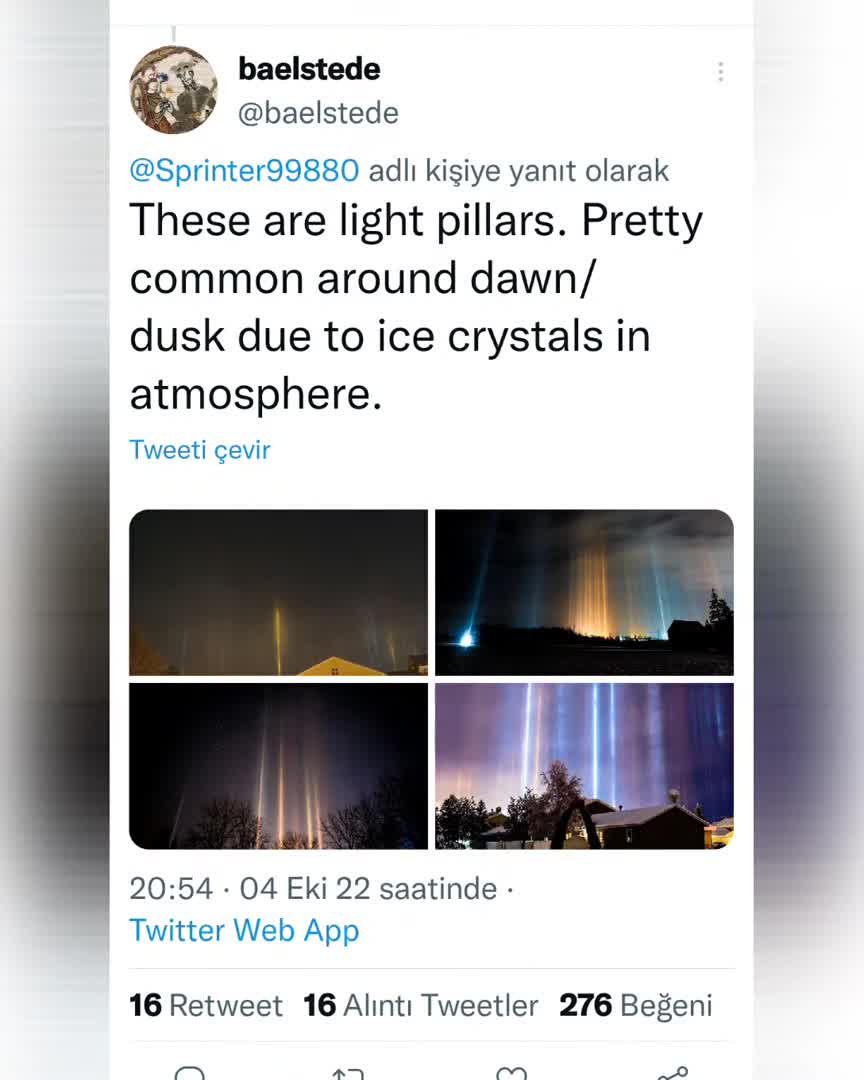 baelstede
@baelstede
@Sprinter99880 adlı kişiye yanıt olarak
These are light pillars. Pretty
common around dawn/
dusk due to ice crystals in
atmosphere.
Tweeti çevir
20:54 · 04 Eki 22 saatinde ·
Twitter Web App
16 Retweet 16 Alıntı Tweetler 276 Beğeni